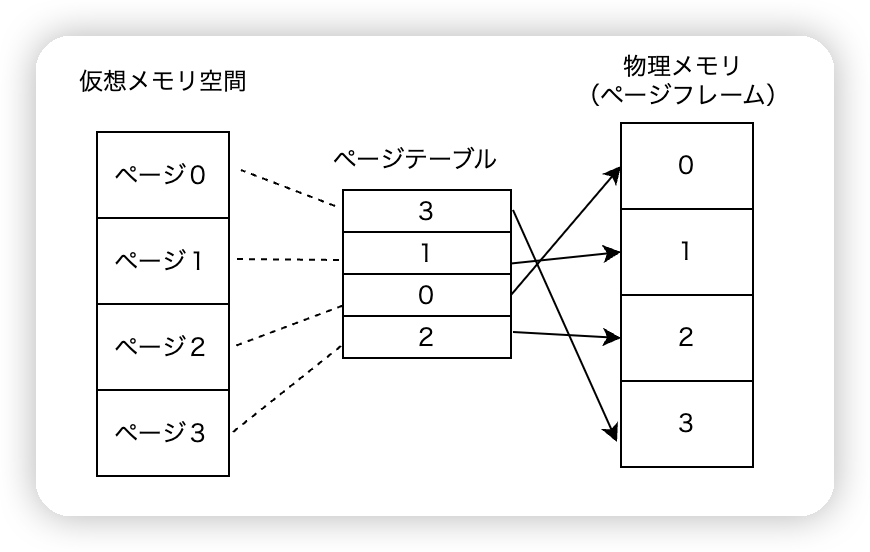 仮想メモリ空間
ページ0
ページ1
ページ2
ページ3
ページテーブル
3
1
0
2
物理メモリ
（ページフレーム）
0
1
2
3